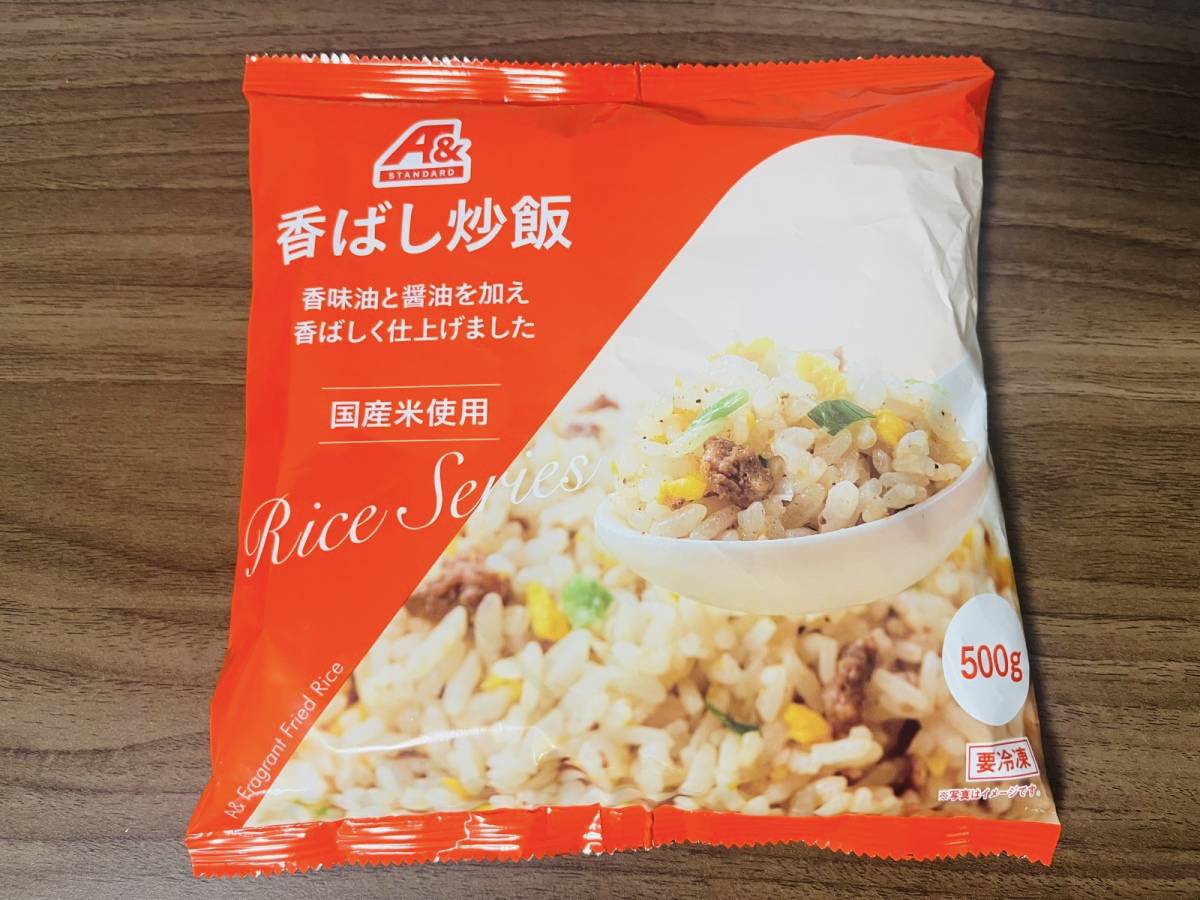 A&
STANDARD
香ばし炒飯
香味油と醤油を加え
香ばしく仕上げました
国産米使用
Rice Series
A& Fragrant Fried Rice
500g
要冷凍
※写真はイメージです。